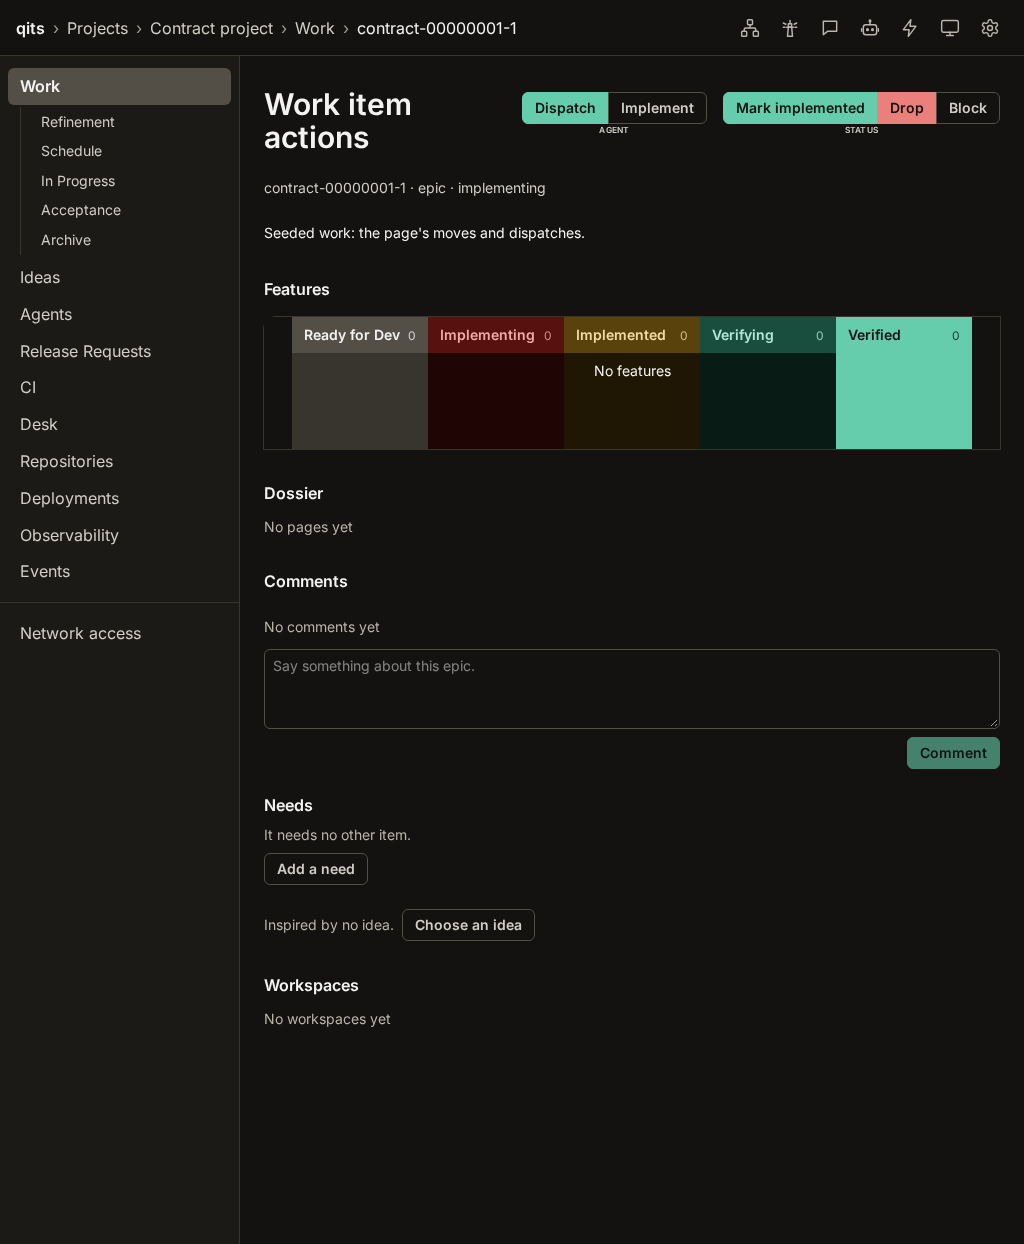 qits › Projects › Contract project › Work › contract-00000001-1
Work
Refinement
Schedule
In Progress
Acceptance
Archive
Ideas
Agents
Release Requests
CI
Desk
Repositories
Deployments
Observability
Events
Network access
Work item
actions
Dispatch Implement
AGENT
Mark implemented Drop Block
STATUS
contract-00000001-1 · epic · implementing
Seeded work: the page's moves and dispatches.
Features
Ready for Dev 0 Implementing 0 Implemented 0 Verifying 0 Verified 0
No features
Dossier
No pages yet
Comments
No comments yet
Say something about this epic.
Comment
Needs
It needs no other item.
Add a need
Inspired by no idea. Choose an idea
Workspaces
No workspaces yet